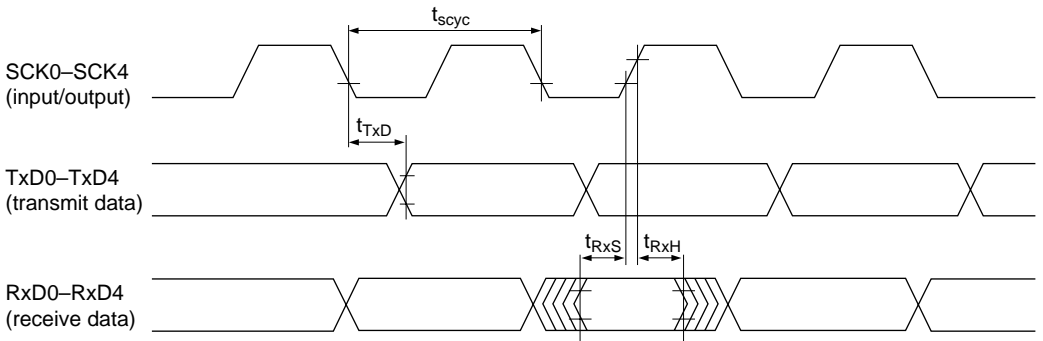 tscyc
SCK0–SCK4
(input/output)
tTxD
TxD0–TxD4
(transmit data)
tRxS
tRxH
RxD0–RxD4
(receive data)